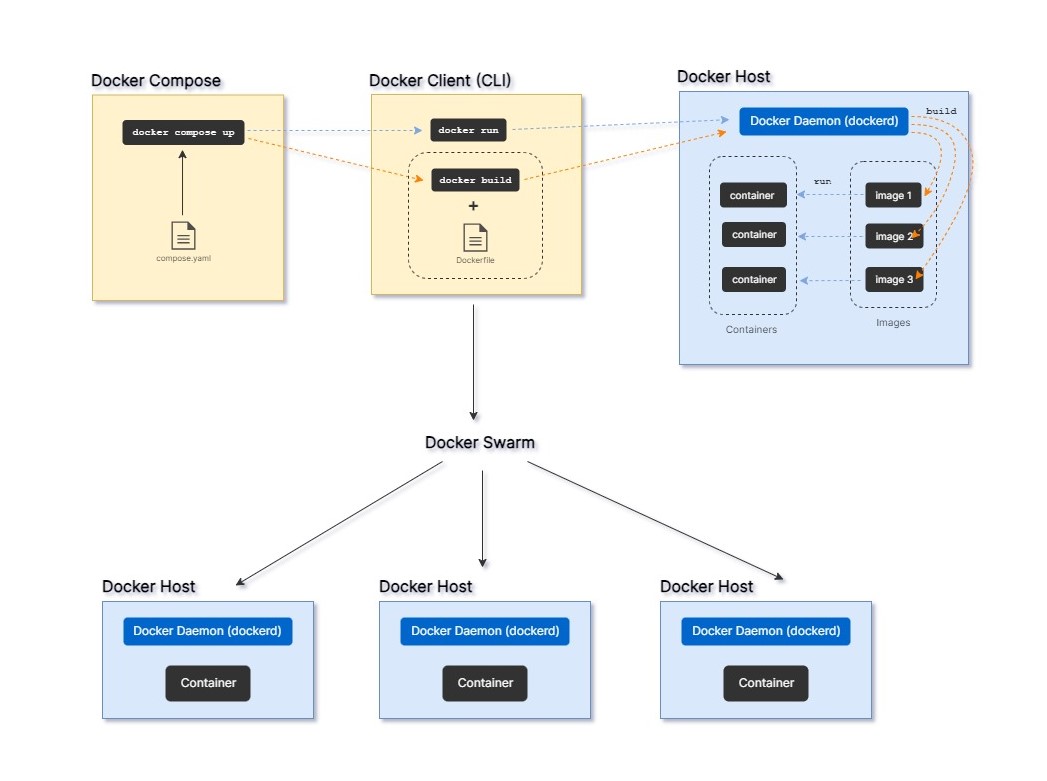 Docker Compose
docker compose up
compose.yaml
Docker Client (CLI)
docker run
docker build
+
Dockerfile
Docker Host
Docker Daemon (dockerd)
build
run
container
image 1
container
image 2
container
image 3
Containers
Images
Docker Swarm
Docker Host
Docker Daemon (dockerd)
Container
Docker Host
Docker Daemon (dockerd)
Container
Docker Host
Docker Daemon (dockerd)
Container